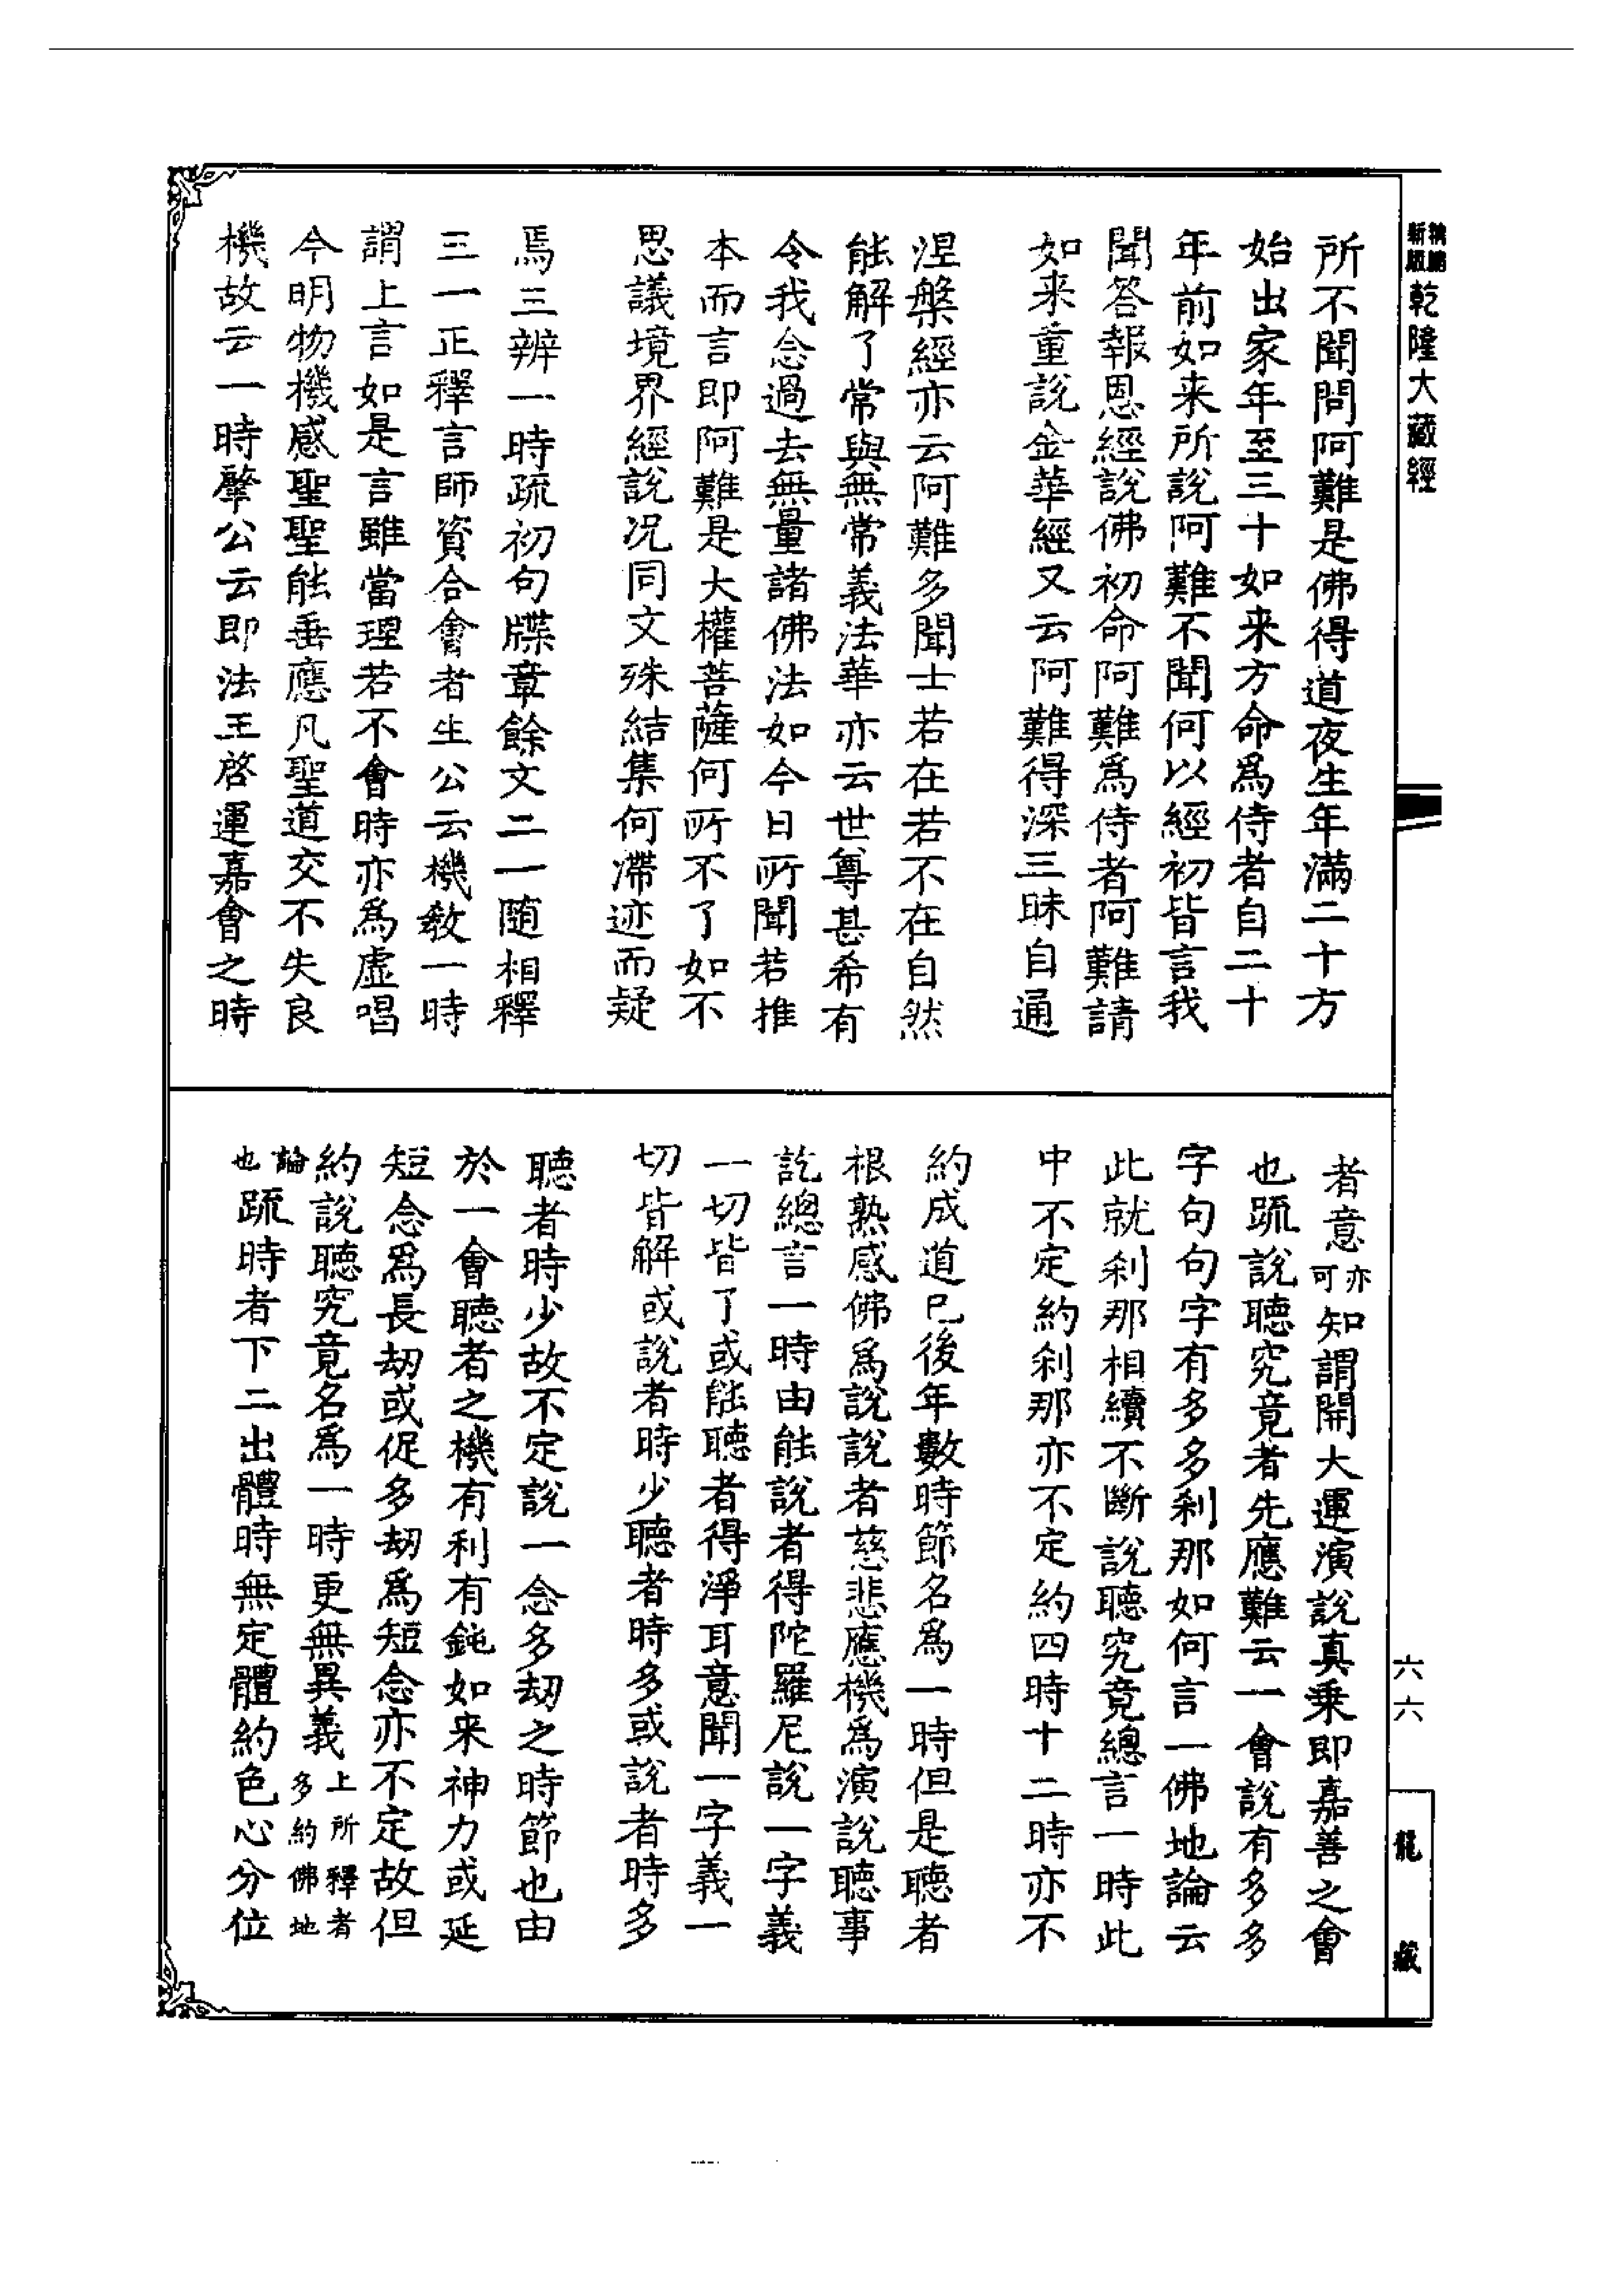 新版精縮乾隆大藏經
所不聞問阿難是佛得道夜生年滿二十方
始出家年至三十如来方命為侍者自二十
年前如来所說阿難不聞何以經初皆言我
聞答報恩經說佛初命阿難為侍者阿難請
如来重說金華經又云阿難得深三昧自通
涅槃經亦云阿難多聞士若在若不在自然
能解了常與無常義法華亦云世尊甚希有
令我念過去無量諸佛法如今日所聞若推
本而言即阿難是大權菩薩何所不了如不
思議境界經說况同文殊結集何滯迹而疑
焉三辨一時疏初句牒章餘文二一随相釋
三一正釋言師資合會者生公云機教一時
謂上言如是言雖當理若不會時亦為虛唱
今明物機感聖聖能垂應凡聖道交不失良
機故云一時肇公云即法王啓運嘉會之時
者意亦可知謂開大運演說真乗即嘉善之會
也疏說聽究竟者先應難云一會說有多多
字句句字有多多刹那如何言一佛地論云
此就刹那相續不斷說聽究竟總言一時此
中不定約刹那亦不定約四時十二時亦不
約成道已後年數時節名為一時但是聽者
根熟感佛為說說者慈悲應機為演說聽事
訖總言一時由能說者得陀羅尼說一字義
一切皆了或能聽者得淨耳意聞一字義一
切皆解或說者時少聽者時多或說者時多
聽者時少故不定說一念多劫之時節也由
於一會聽者之機有利有鈍如来神力或延
短念為長劫或促多劫為短念亦不定故但
約說聽究竟名為一時更無異義上所釋者多約佛地
論也疏時者下二出體時無定體約色心分位
六六
龍藏